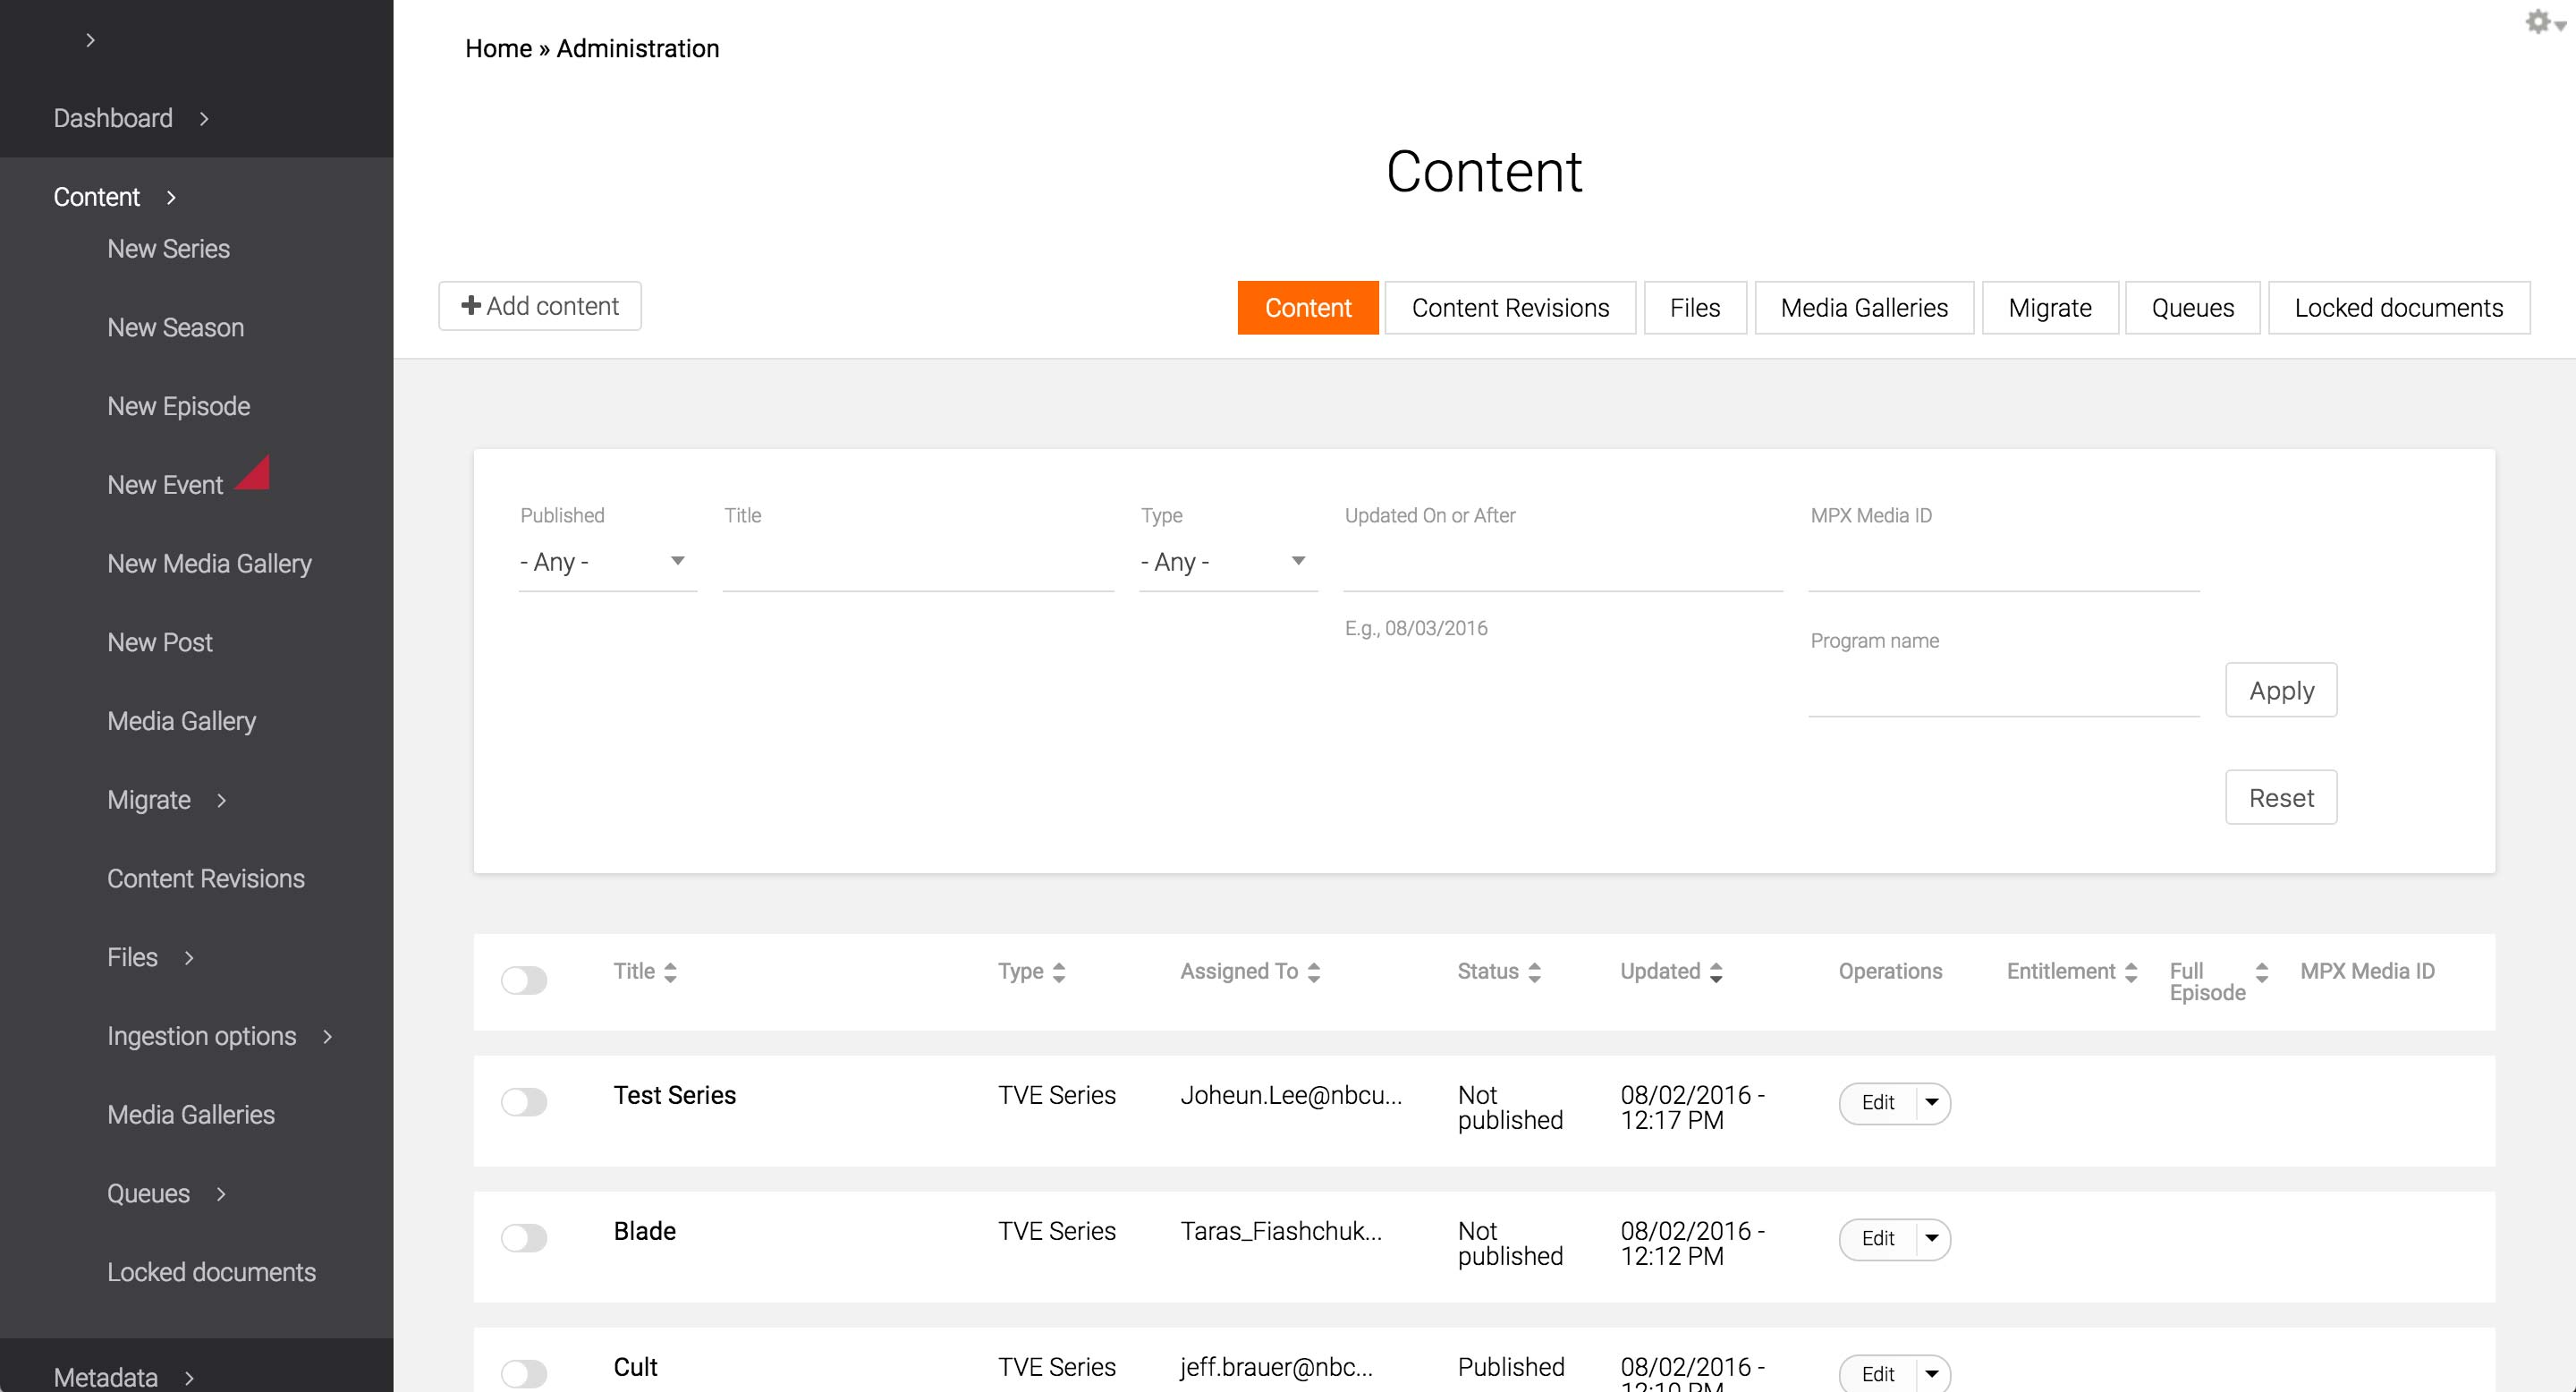 Home » Administration
Dashboard
Content
New Series
New Season
New Episode
New Event
New Media Gallery
New Post
Media Gallery
Migrate
Content Revisions
Files
Ingestion options
Media Galleries
Queues
Locked documents
Metadata
Content
Add content
Content Content Revisions Files Media Galleries Migrate Queues Locked documents
Published Title Type Updated On or After MPX Media ID
- Any - - Any -
E.g., 08/03/2016
Program name
Apply
Reset
Title Type Assigned To Status Updated Operations Entitlement Full Episode MPX Media ID
Test Series TVE Series Joheun.Lee@nbcu... Not published 08/02/2016 - 12:17 PM Edit
Blade TVE Series Taras_Fiashchuk... Not published 08/02/2016 - 12:12 PM Edit
Cult TVE Series jeff.brauer@nbc... Published 08/02/2016 - 12:10 PM Edit